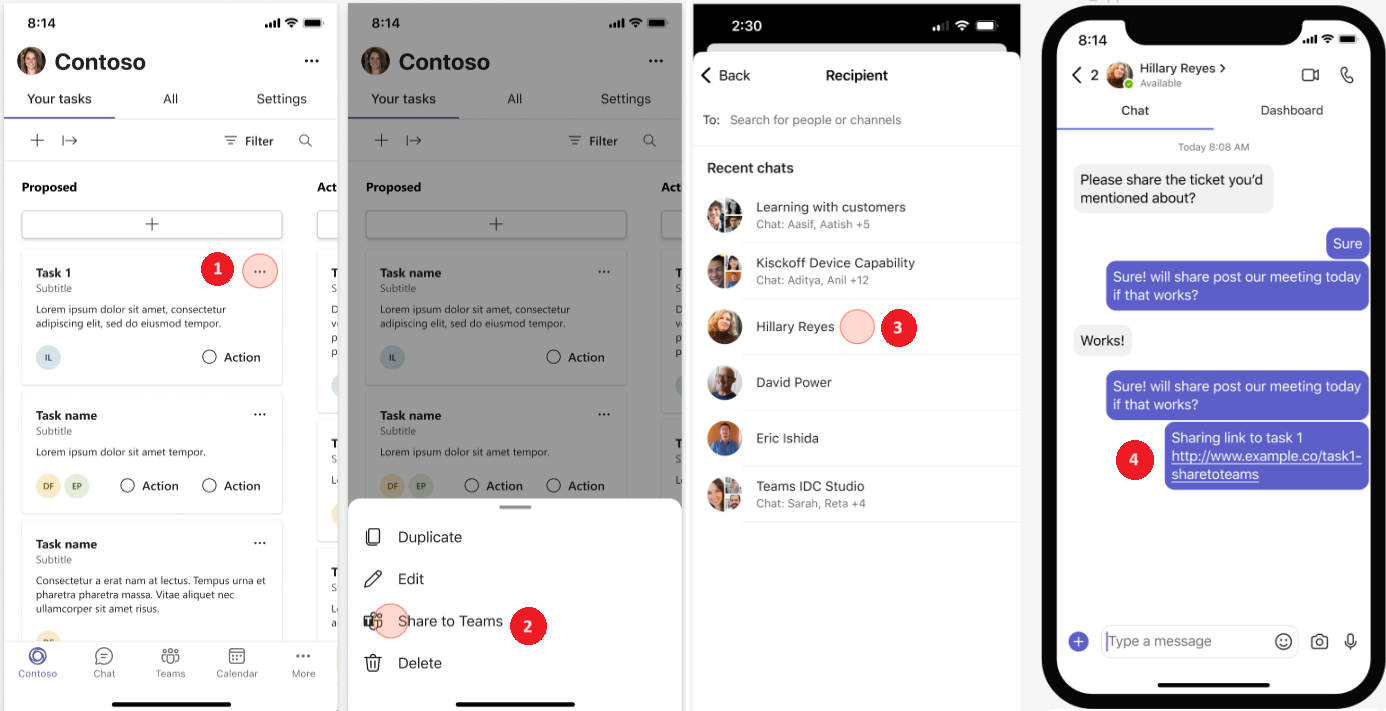 8:14
Contoso
...
Your tasks All Settings
Filter
Proposed Act
1
Task 1
...
Subtitle
Lorem ipsum dolor sit amet, consectetur
adipiscing elit, sed do eiusmod tempor.
IL Action
Task name
...
Subtitle
Lorem ipsum dolor sit amet tempor.
DF EP Action Action
Task name
...
Subtitle
Consectetur a erat nam at lectus. Tempus urna et
pharetra pharetra massa. Vitae aliquet nec
ullamcorper sit amet risus.
Contoso Chat Teams Calendar More
8:14
Contoso
...
Your tasks All Settings
Filter
Proposed Act
Task name
...
Subtitle
Lorem ipsum dolor sit amet, consectetur
adipiscing elit, sed do eiusmod tempor.
IL Action
Task name
...
Subtitle
Lorem ipsum dolor sit amet tempor.
DF EP Action Action
Duplicate
Edit
Share to Teams 2
Delete
2:30
Back Recipient
To: Search for people or channels
Recent chats
Learning with customers
Chat: Aasif, Aatish +5
Kisckoff Device Capability
Chat: Aditya, Anil +12
Hillary Reyes 3
David Power
Eric Ishida
Teams IDC Studio
Chat: Sarah, Reta +4
8:14
2 Hillary Reyes
Available
Chat Dashboard
Today 8:08 AM
Please share the ticket you'd
mentioned about?
Sure
Sure! will share post our meeting today
if that works?
Works!
Sure! will share post our meeting today
if that works?
4
Sharing link to task 1
http://www.example.co/task1-
sharetoteams
Type a message